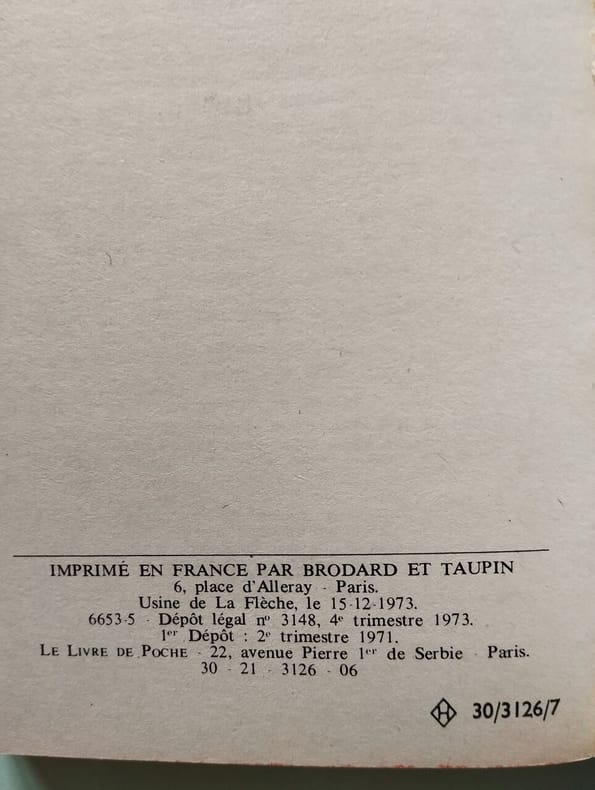 IMPRIMÉ EN FRANCE PAR BRODARD ET TAUPIN
6, place d'Alleray - Paris.
Usine de La Flèche, le 15-12-1973.
6653-5 - Dépôt légal nº 3148, 4ᵉ trimestre 1973.
1ᵉʳ Dépôt : 2ᵉ trimestre 1971.
LE LIVRE DE POCHE - 22, avenue Pierre 1ᵉʳ de Serbie - Paris.
30 - 21 - 3126 - 06
H 30/3126/7